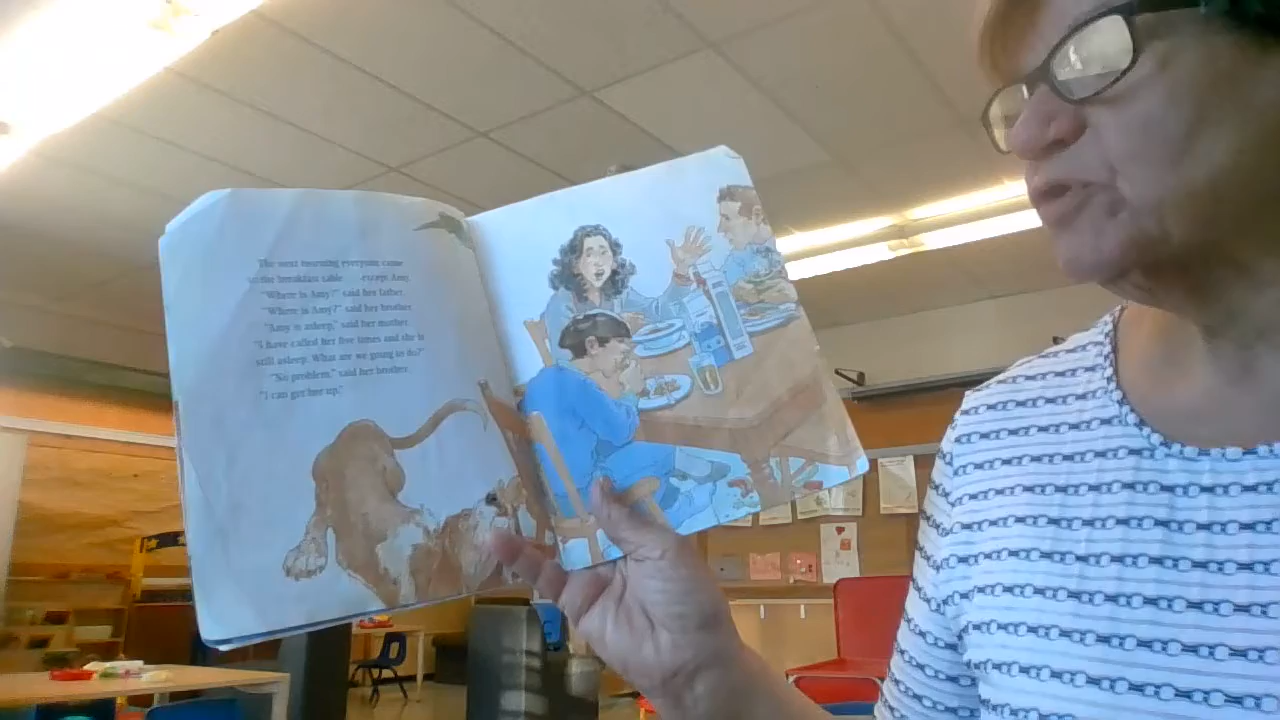 The next morning everyone came
to the breakfast table except Amy.
"Where is Amy?" said her father.
"Where is Amy?" said her brother.
"Amy is asleep," said her mother.
"I have called her five times and she is
still asleep. What are we going to do?"
"No problem," said her brother.
"I can get her up."